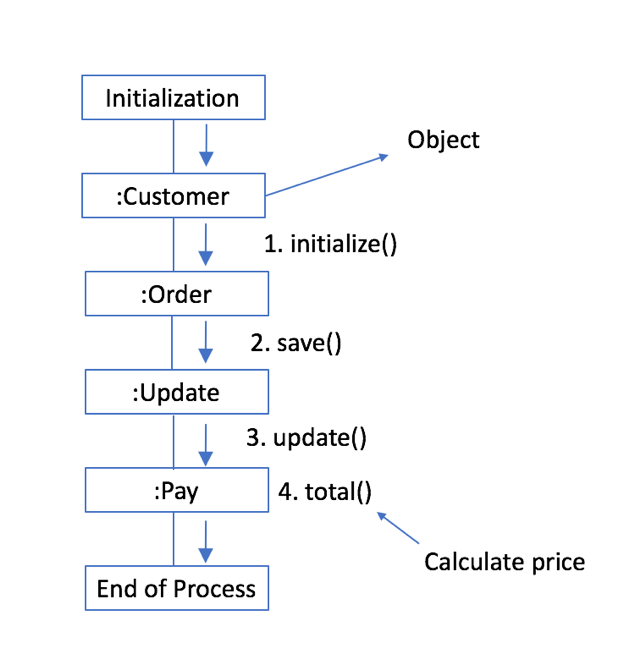 Initialization
Object
:Customer
1. initialize()
:Order
2. save()
:Update
3. update()
:Pay
4. total()
Calculate price
End of Process